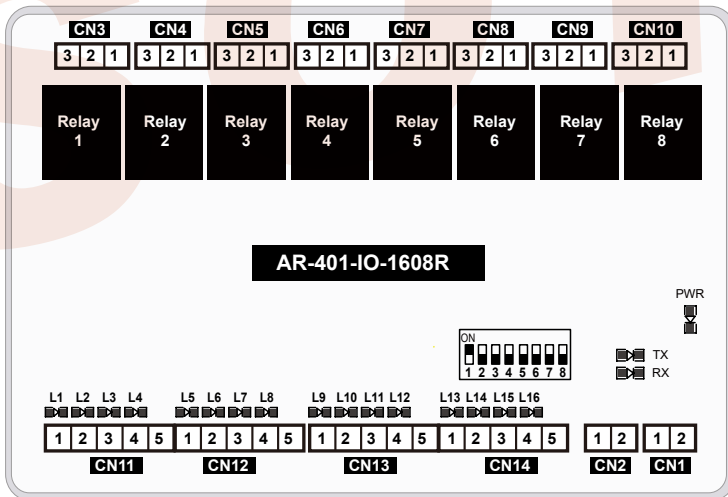 CN3 CN4 CN5 CN6 CN7 CN8 CN9 CN10
3 2 1 3 2 1 3 2 1 3 2 1 3 2 1 3 2 1 3 2 1 3 2 1
Relay 1
Relay 2
Relay 3
Relay 4
Relay 5
Relay 6
Relay 7
Relay 8
AR-401-IO-1608R
PWR
ON
1 2 3 4 5 6 7 8
TX
RX
L1 L2 L3 L4 L5 L6 L7 L8 L9 L10 L11 L12 L13 L14 L15 L16
1 2 3 4 5 1 2 3 4 5 1 2 3 4 5 1 2 3 4 5 1 2 1 2
CN11 CN12 CN13 CN14 CN2 CN1